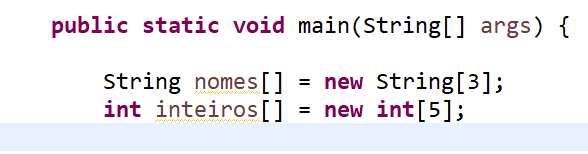 public static void main(String[] args) {
String nomes[] = new String[3];
int inteiros[] = new int[5];